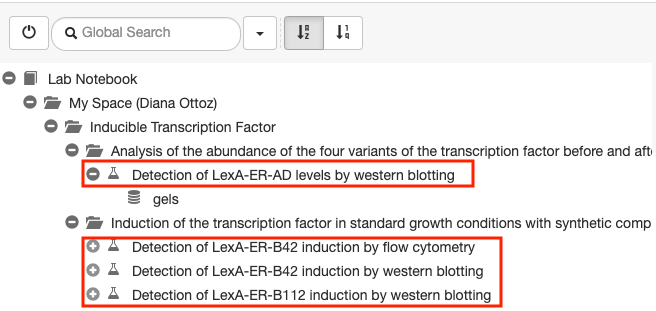 Global Search
Lab Notebook
My Space (Diana Ottoz)
Inducible Transcription Factor
Analysis of the abundance of the four variants of the transcription factor before and afte
Detection of LexA-ER-AD levels by western blotting
gels
Induction of the transcription factor in standard growth conditions with synthetic comp
Detection of LexA-ER-B42 induction by flow cytometry
Detection of LexA-ER-B42 induction by western blotting
Detection of LexA-ER-B112 induction by western blotting